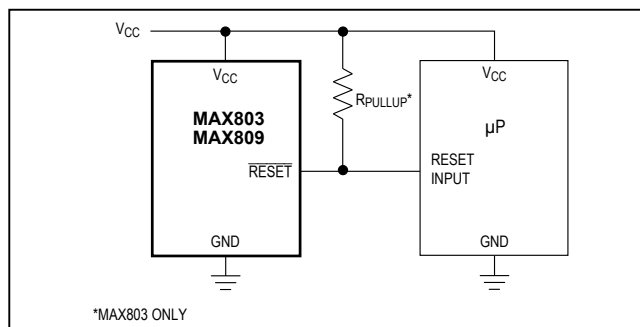 VCC
VCC
MAX803
MAX809
RESET
GND
RPULLUP*
VCC
µP
RESET
INPUT
GND
*MAX803 ONLY